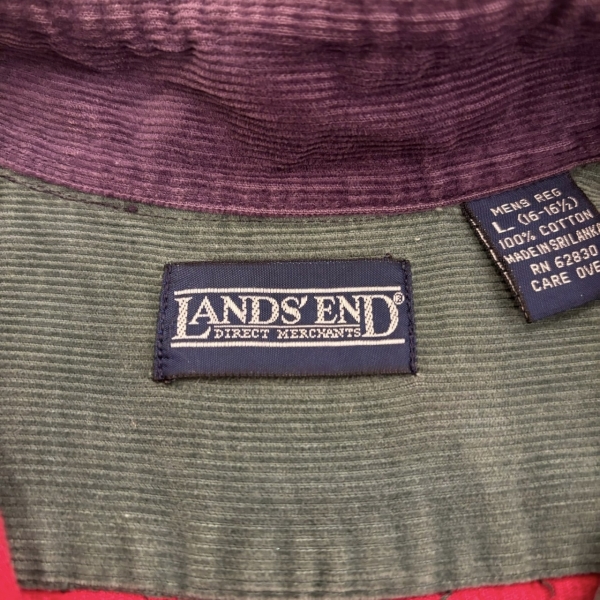 LANDS' END®
DIRECT MERCHANTS
MENS REG
L (16-16½)
100% COTTON
MADE IN SRI LANKA
RN 62830
CARE OVE